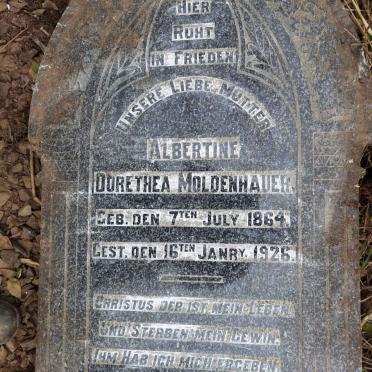 HIER
RUHT
IN FRIEDEN
UNSERE LIEBE MUTTER
ALBERTINE
DORETHEA MOLDENHAUER.
GEB. DEN 7TEN JULY 1864.
GEST. DEN 16TEN JANRY. 1926.
CHRISTUS DER IST MEIN LEBEN.
UND STERBEN MEIN GEWIN.
IHM HAB ICH MICH ERGEBEN.